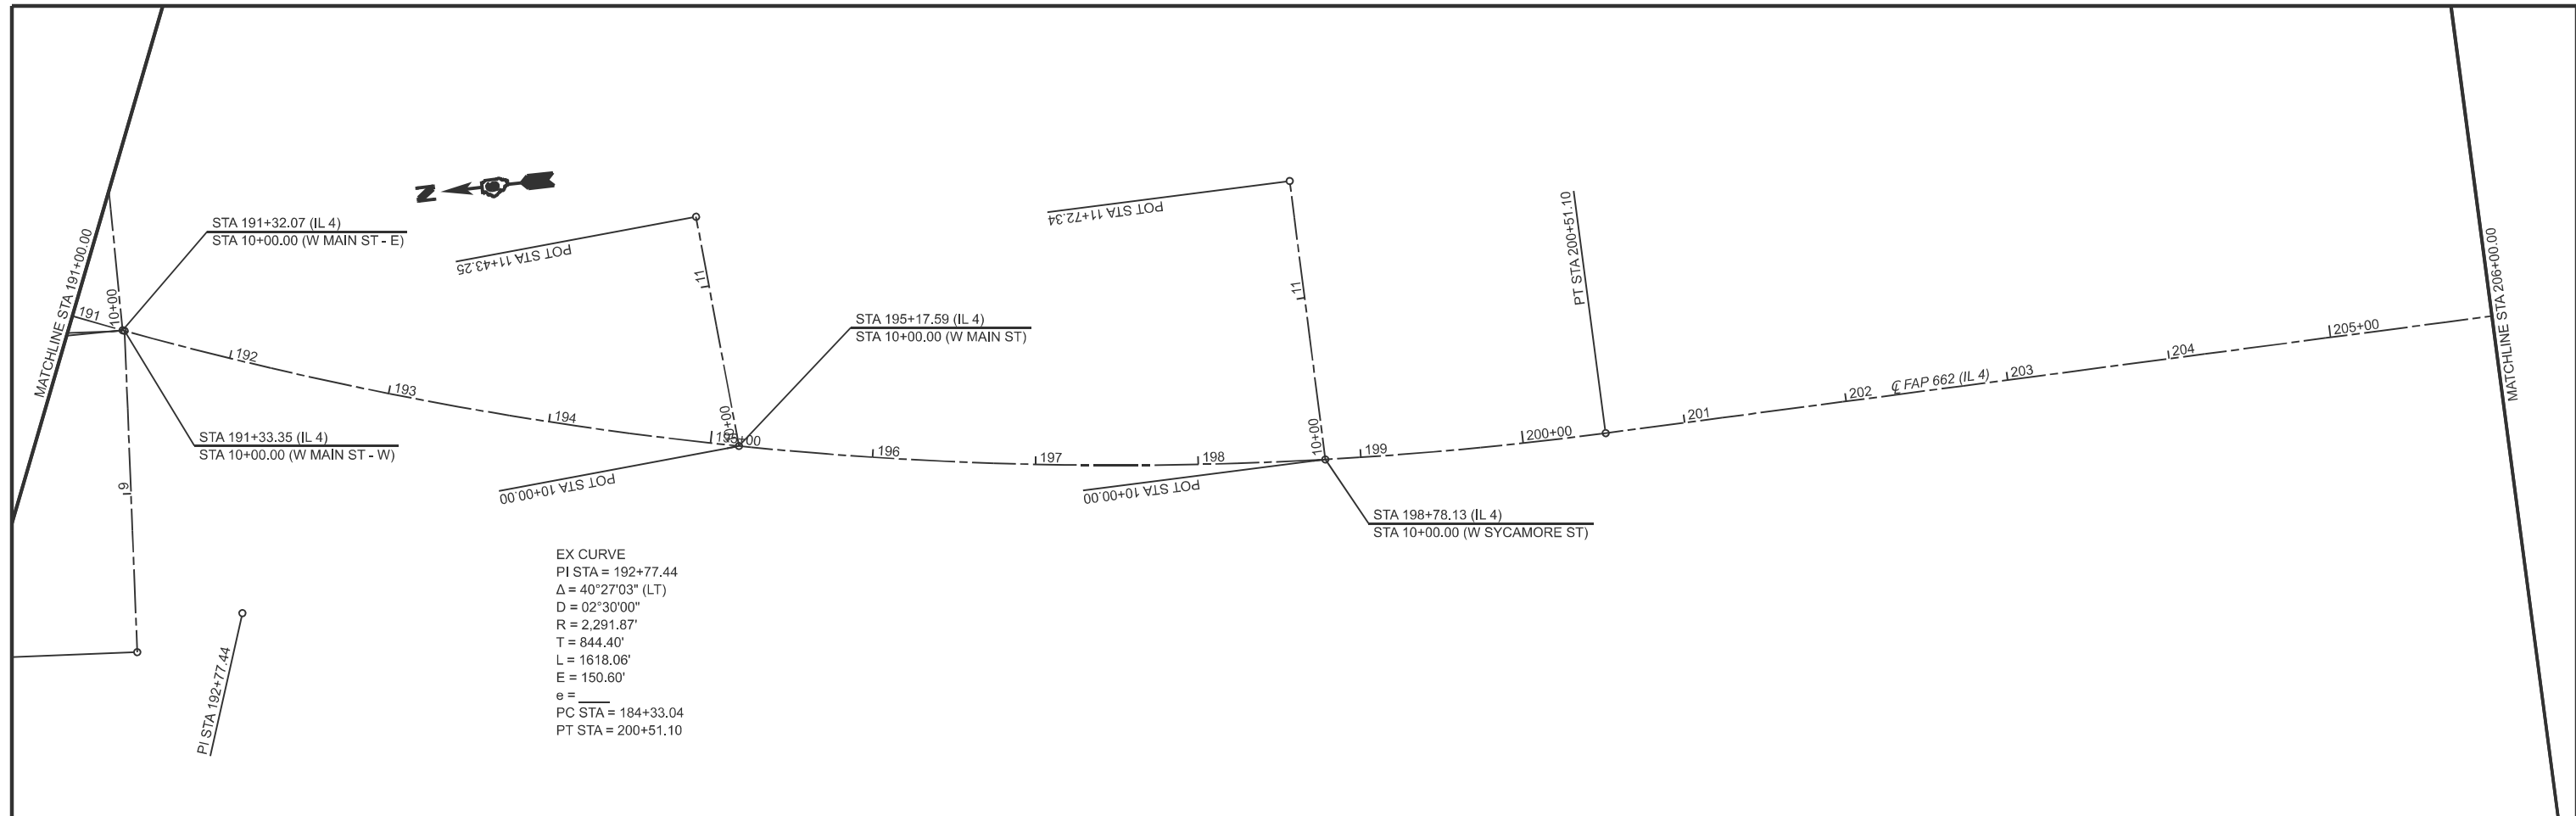 MATCHLINE STA 191+00.00
191
10+00
STA 191+32.07 (IL 4)
STA 10+00.00 (W MAIN ST - E)
N
STA 191+33.35 (IL 4)
STA 10+00.00 (W MAIN ST - W)
9
192
193
194
195+00
POT STA 11+43.25
11
10+00
POT STA 10+00.00
STA 195+17.59 (IL 4)
STA 10+00.00 (W MAIN ST)
196
197
198
POT STA 11+72.34
11
10+00
POT STA 10+00.00
STA 198+78.13 (IL 4)
STA 10+00.00 (W SYCAMORE ST)
199
200+00
PT STA 200+51.10
201
202
℄ FAP 662 (IL 4)
203
204
205+00
MATCHLINE STA 206+00.00
PI STA 192+77.44
EX CURVE
PI STA = 192+77.44
Δ = 40°27'03" (LT)
D = 02°30'00"
R = 2,291.87'
T = 844.40'
L = 1618.06'
E = 150.60'
e = ____
PC STA = 184+33.04
PT STA = 200+51.10